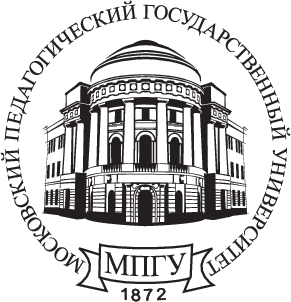 МОСКОВСКИЙ ПЕДАГОГИЧЕСКИЙ ГОСУДАРСТВЕННЫЙ УНИВЕРСИТЕТ
МПГУ
1872